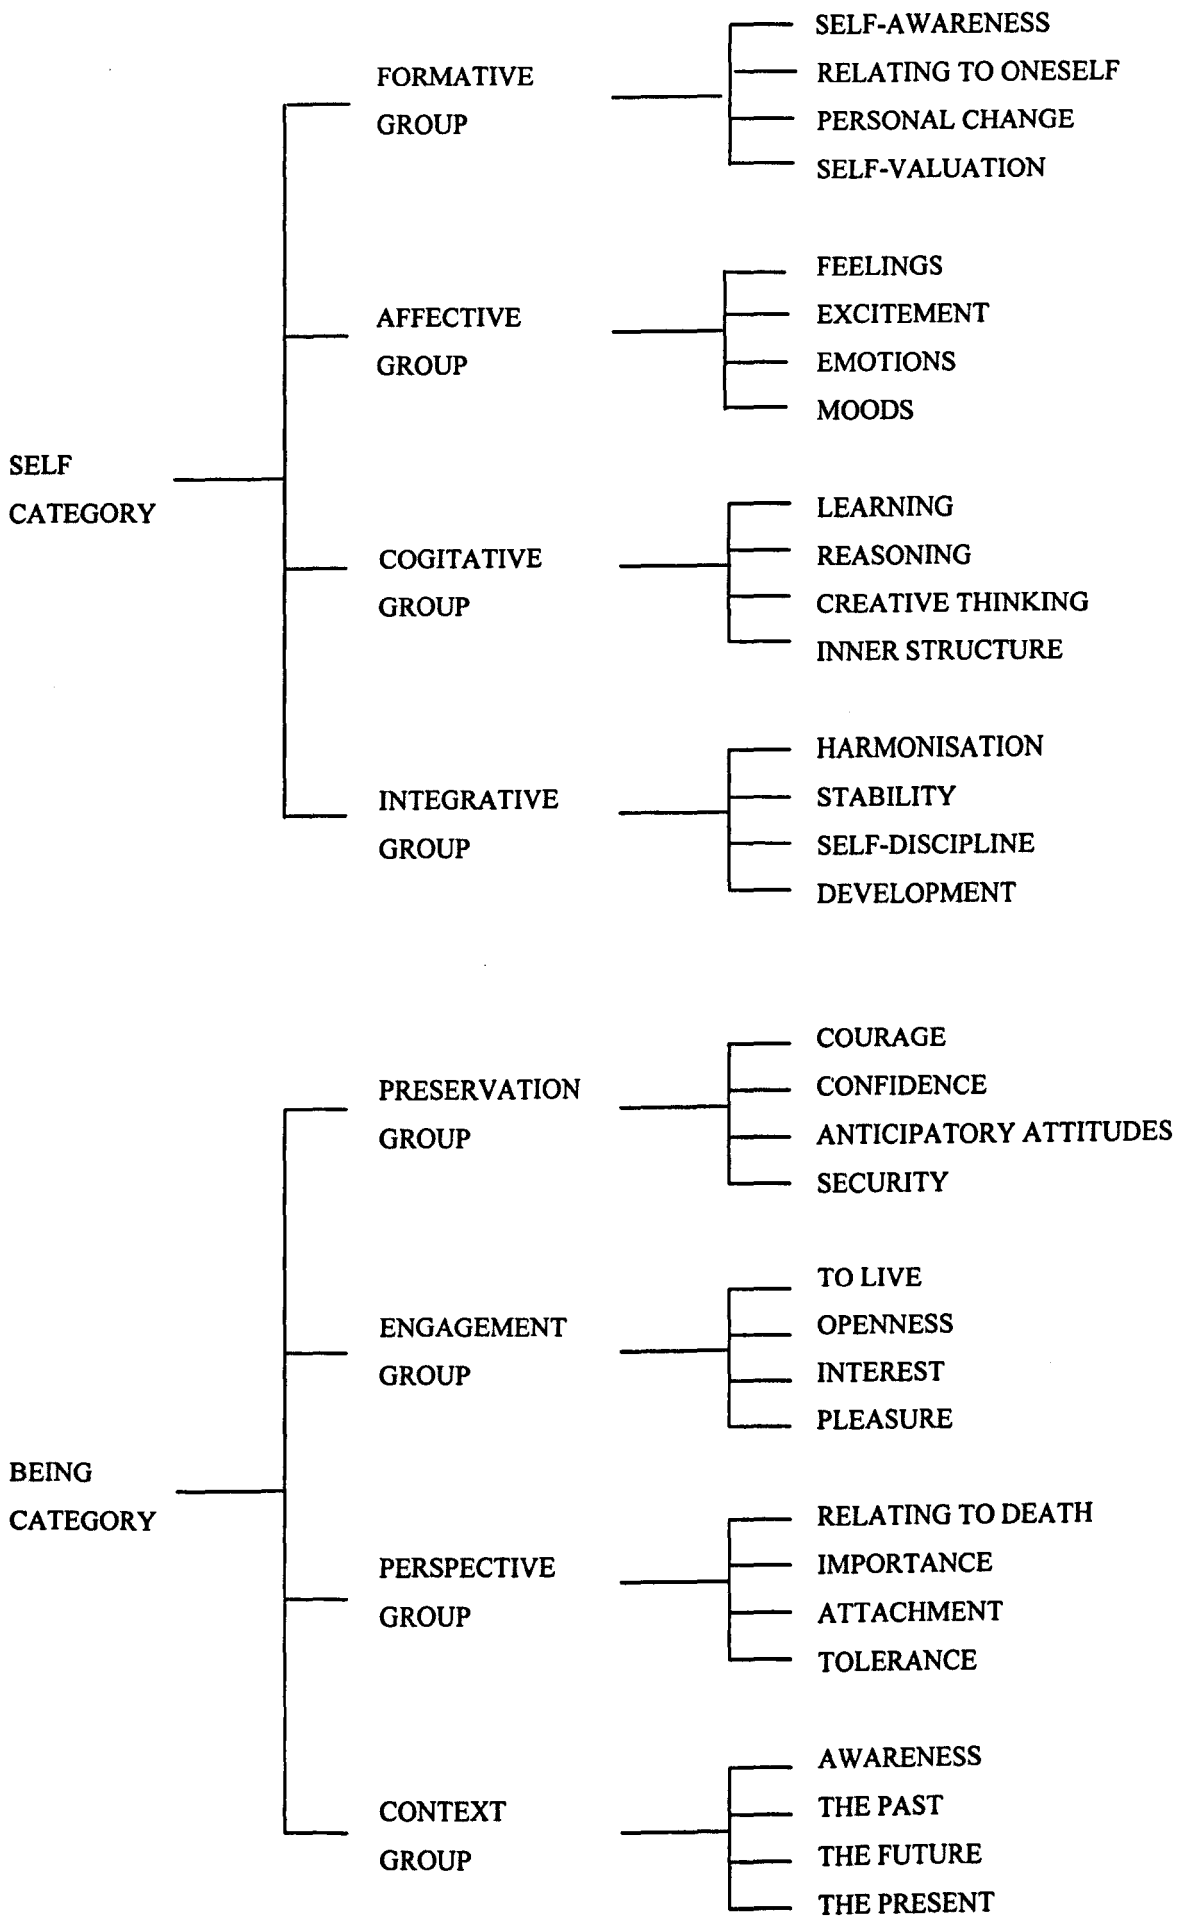 SELF-AWARENESS
RELATING TO ONESELF
PERSONAL CHANGE
SELF-VALUATION
FORMATIVE
GROUP
FEELINGS
EXCITEMENT
EMOTIONS
MOODS
AFFECTIVE
GROUP
SELF
CATEGORY
LEARNING
REASONING
CREATIVE THINKING
INNER STRUCTURE
COGITATIVE
GROUP
HARMONISATION
STABILITY
SELF-DISCIPLINE
DEVELOPMENT
INTEGRATIVE
GROUP
COURAGE
CONFIDENCE
ANTICIPATORY ATTITUDES
SECURITY
PRESERVATION
GROUP
TO LIVE
OPENNESS
INTEREST
PLEASURE
ENGAGEMENT
GROUP
BEING
CATEGORY
RELATING TO DEATH
IMPORTANCE
ATTACHMENT
TOLERANCE
PERSPECTIVE
GROUP
AWARENESS
THE PAST
THE FUTURE
THE PRESENT
CONTEXT
GROUP